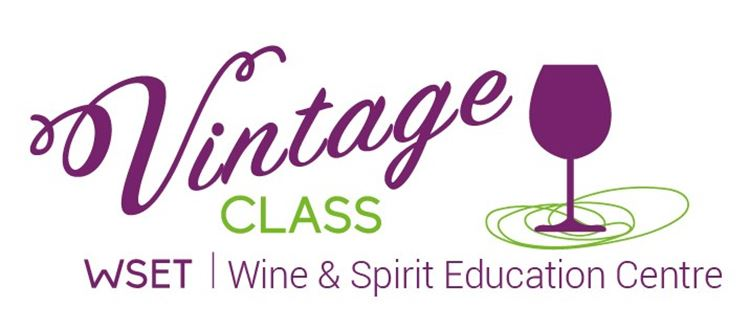 Vintage
CLASS
WSET | Wine & Spirit Education Centre